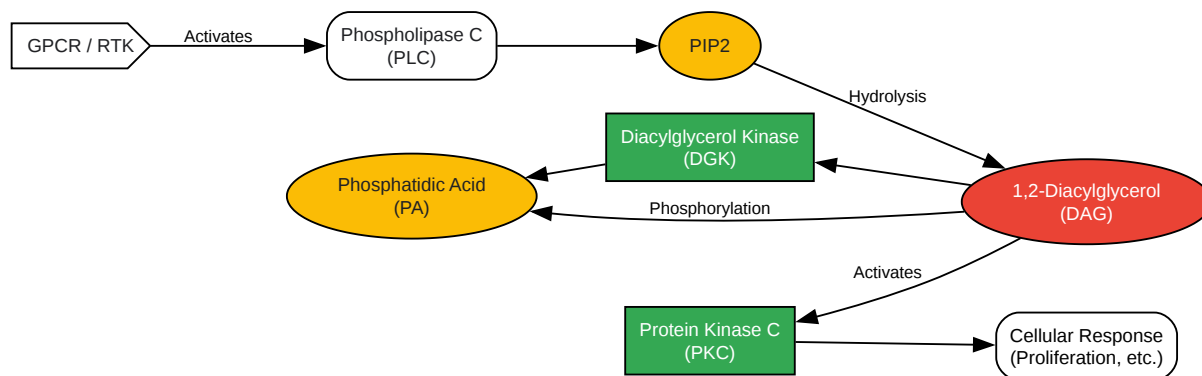 GPCR / RTK
Activates
Phospholipase C
(PLC)
PIP2
Hydrolysis
Diacylglycerol Kinase
(DGK)
Phosphatidic Acid
(PA)
Phosphorylation
1,2-Diacylglycerol
(DAG)
Activates
Protein Kinase C
(PKC)
Cellular Response
(Proliferation, etc.)